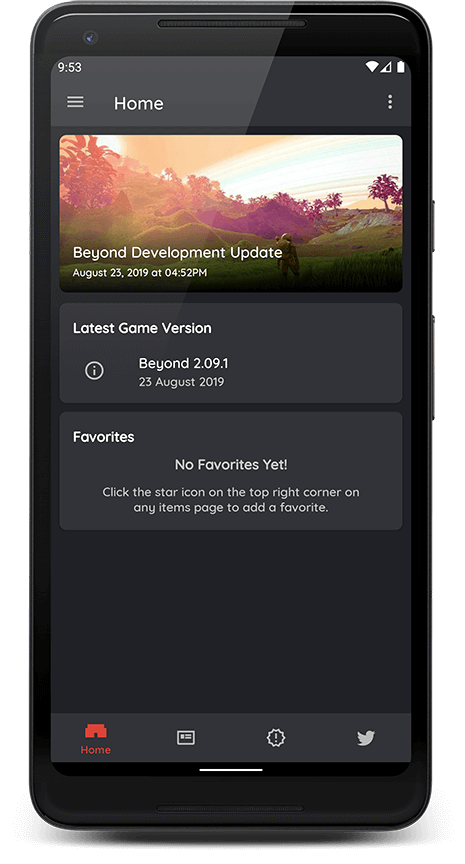 9:53
Home
Beyond Development Update
August 23, 2019 at 04:52PM
Latest Game Version
Beyond 2.09.1
23 August 2019
Favorites
No Favorites Yet!
Click the star icon on the top right corner on
any items page to add a favorite.
Home